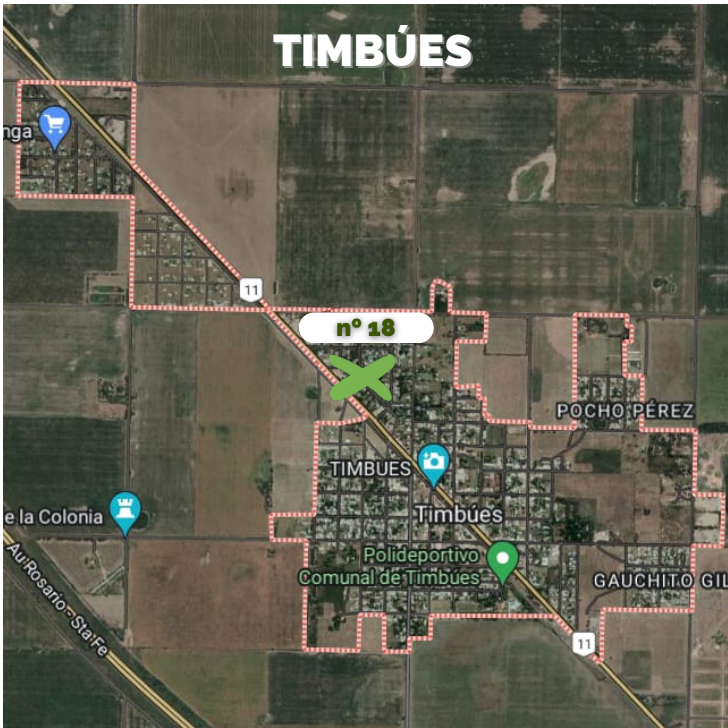 TIMBÚES
nga
11
nº 18
POCHO PÉREZ
TIMBUES
e la Colonia
Timbúes
Polideportivo
Comunal de Timbúes
Au Rosario - Sta Fe
GAUCHITO GIL
11